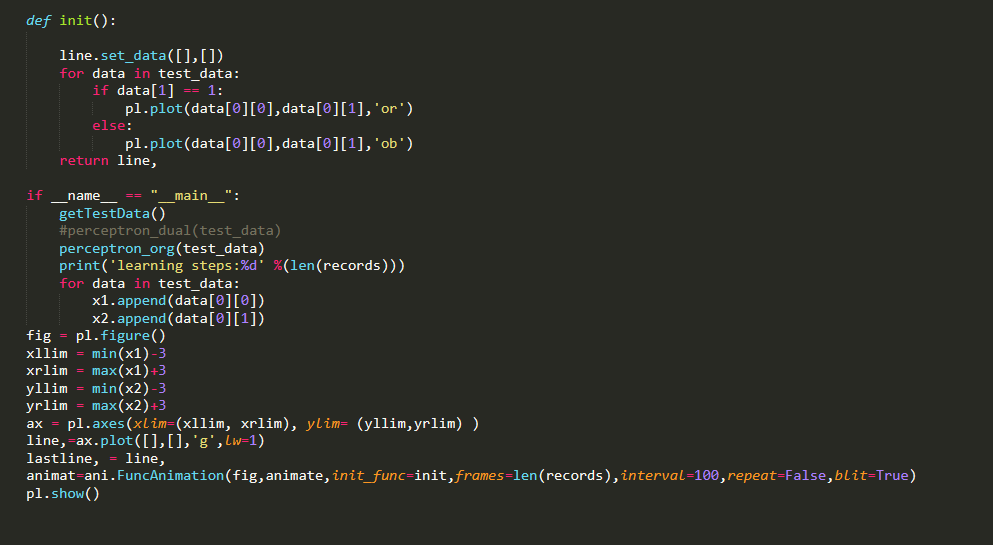 def init():
    line.set_data([],[])
    for data in test_data:
        if data[1] == 1:
            pl.plot(data[0][0],data[0][1],'or')
        else:
            pl.plot(data[0][0],data[0][1],'ob')
    return line,
if __name__ == "__main__":
    getTestData()
    #perceptron_dual(test_data)
    perceptron_org(test_data)
    print('learning steps:%d' %(len(records)))
    for data in test_data:
        x1.append(data[0][0])
        x2.append(data[0][1])
fig = pl.figure()
xllim = min(x1)-3
xrlim = max(x1)+3
yllim = min(x2)-3
yrlim = max(x2)+3
ax = pl.axes(xlim=(xllim, xrlim), ylim= (yllim,yrlim) )
line,=ax.plot([],[],'g',lw=1)
lastline, = line,
animat=ani.FuncAnimation(fig,animate,init_func=init,frames=len(records),interval=100,repeat=False,blit=True)
pl.show()